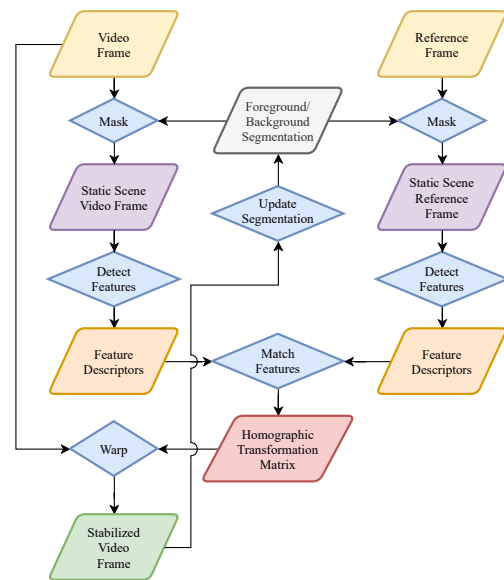 Video
Frame
Reference
Frame
Mask
Foreground/
Background
Segmentation
Mask
Static Scene
Video Frame
Update
Segmentation
Static Scene
Reference
Frame
Detect
Features
Detect
Features
Feature
Descriptors
Match
Features
Feature
Descriptors
Warp
Homographic
Transformation
Matrix
Stabilized
Video
Frame